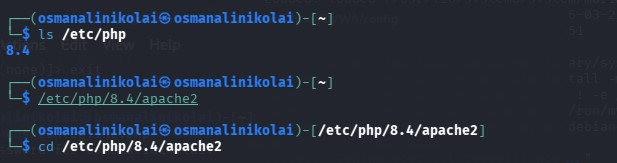 ┌──(osmanalinikolai㉿osmanalinikolai)-[~]
└─$ ls /etc/php
8.4
┌──(osmanalinikolai㉿osmanalinikolai)-[~]
└─$ /etc/php/8.4/apache2
┌──(osmanalinikolai㉿osmanalinikolai)-[/etc/php/8.4/apache2]
└─$ cd /etc/php/8.4/apache2